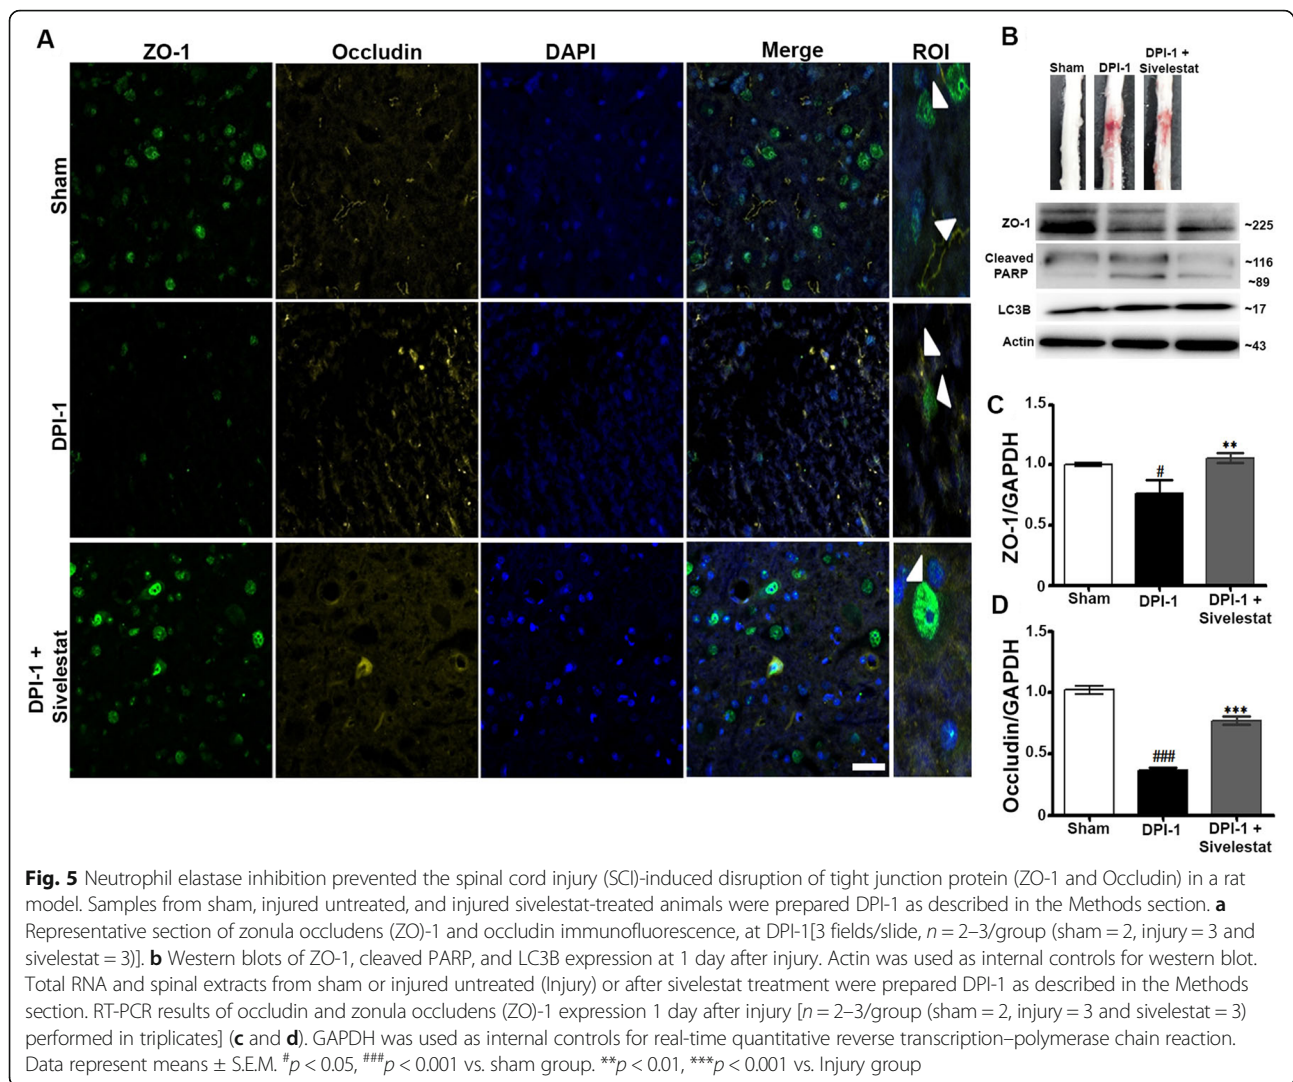 A
ZO-1 Occludin DAPI Merge ROI
Sham
DPI-1
DPI-1 +
Sivelestat
B
Sham DPI-1 DPI-1 +
Sivelestat
ZO-1 ~225
Cleaved
PARP ~116
~89
LC3B ~17
Actin ~43
C
ZO-1/GAPDH
1.5
1.0
0.5
0
#
**
Sham DPI-1 DPI-1 +
Sivelestat
D
Occludin/GAPDH
1.5
1.0
0.5
0
###
***
Sham DPI-1 DPI-1 +
Sivelestat
Fig. 5 Neutrophil elastase inhibition prevented the spinal cord injury (SCI)-induced disruption of tight junction protein (ZO-1 and Occludin) in a rat
model. Samples from sham, injured untreated, and injured sivelestat-treated animals were prepared DPI-1 as described in the Methods section. a
Representative section of zonula occludens (ZO)-1 and occludin immunofluorescence, at DPI-1[3 fields/slide, n = 2–3/group (sham = 2, injury = 3 and
sivelestat = 3)]. b Western blots of ZO-1, cleaved PARP, and LC3B expression at 1 day after injury. Actin was used as internal controls for western blot.
Total RNA and spinal extracts from sham or injured untreated (Injury) or after sivelestat treatment were prepared DPI-1 as described in the Methods
section. RT-PCR results of occludin and zonula occludens (ZO)-1 expression 1 day after injury [n = 2–3/group (sham = 2, injury = 3 and sivelestat = 3)
performed in triplicates] (c and d). GAPDH was used as internal controls for real-time quantitative reverse transcription–polymerase chain reaction.
Data represent means ± S.E.M. #p < 0.05, ###p < 0.001 vs. sham group. **p < 0.01, ***p < 0.001 vs. Injury group